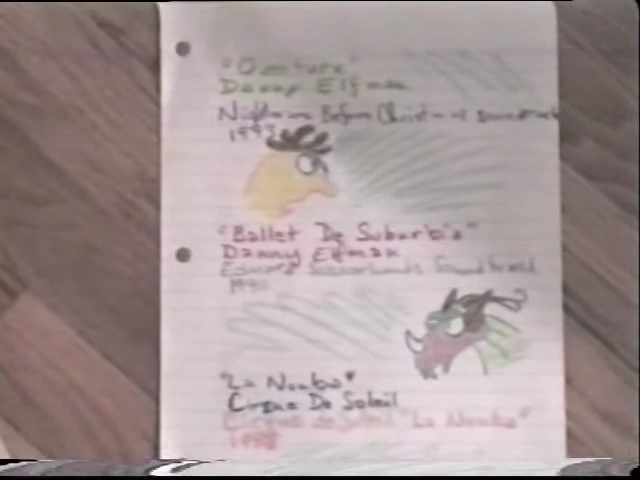 "Overture"
Danny Elfman
Nightmare Before Christmas soundtrack
1993
"Ballet De Suburbia"
Danny Elfman
Edward Scissorhands Soundtrack
1990
"La Nouba"
Cirque De Soleil
Cirque de Soleil "La Nouba"
1998